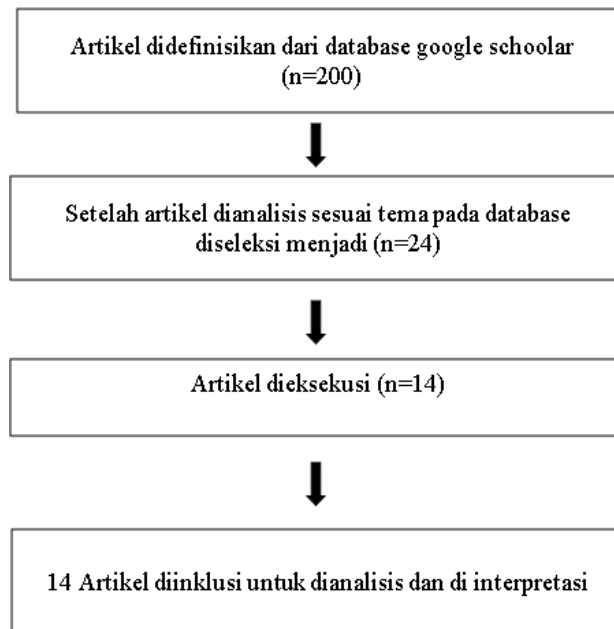 Artikel didefinisikan dari database google schoolar
(n=200)
Setelah artikel dianalisis sesuai tema pada database
diseleksi menjadi (n=24)
Artikel dieksekusi (n=14)
14 Artikel diinklusi untuk dianalisis dan di interpretasi